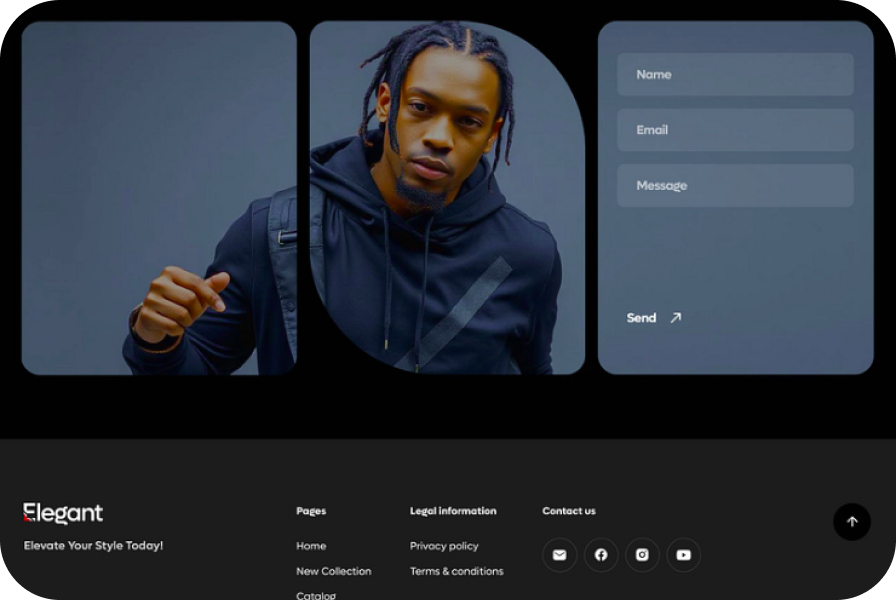 Name
Email
Message
Send
Elegant
Elevate Your Style Today!
Pages
Home
New Collection
Catalog
Legal information
Privacy policy
Terms & conditions
Contact us